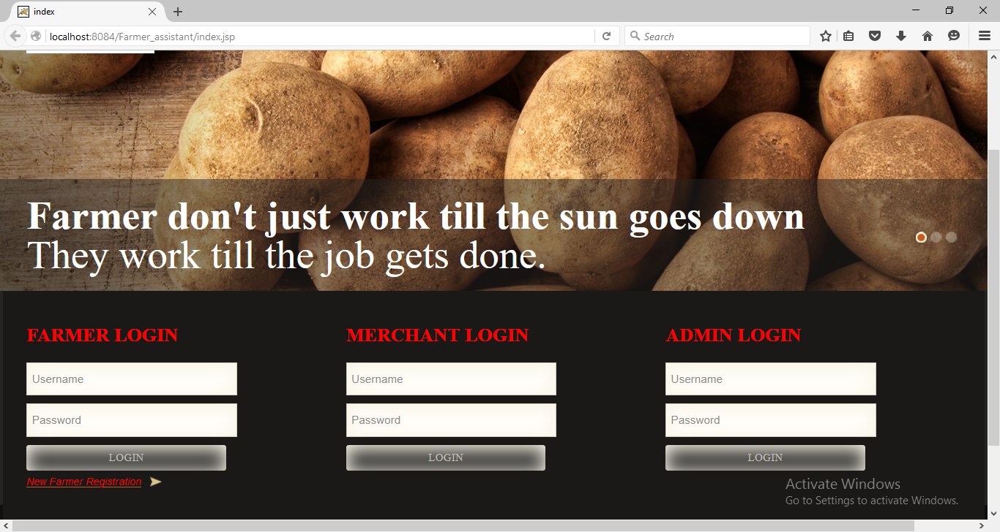 index
localhost:8084/Farmer_assistant/index.jsp
Search
Farmer don't just work till the sun goes down
They work till the job gets done.
FARMER LOGIN
MERCHANT LOGIN
ADMIN LOGIN
Username
Username
Username
Password
Password
Password
LOGIN
LOGIN
LOGIN
New Farmer Registration
Activate Windows
Go to Settings to activate Windows.